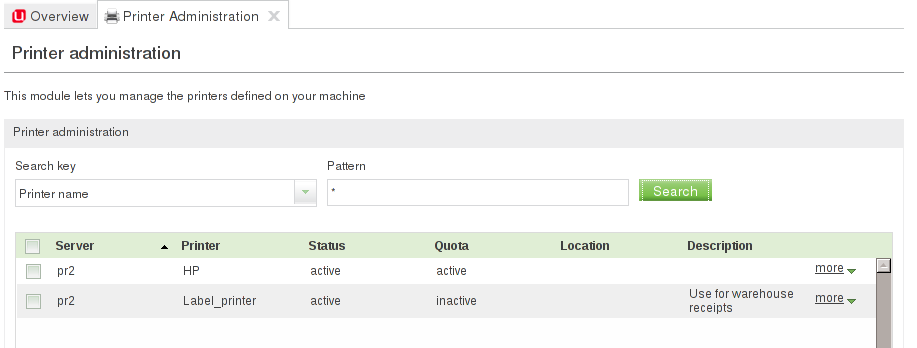 Overview Printer Administration
Printer administration
This module lets you manage the printers defined on your machine
Printer administration
Search key Pattern
Printer name * Search
Server Printer Status Quota Location Description
pr2 HP active active more
pr2 Label_printer active inactive Use for warehouse receipts more